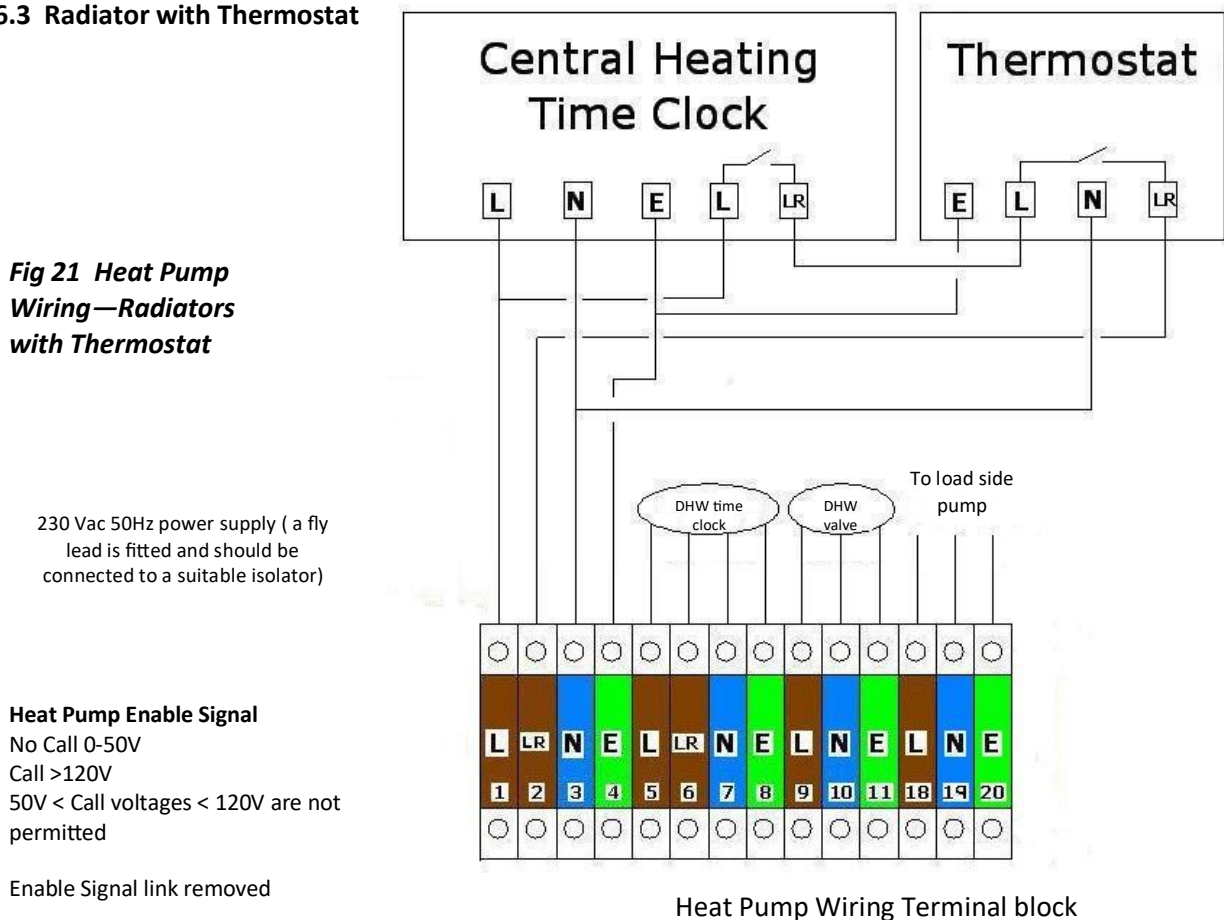 6.3 Radiator with Thermostat
Central Heating
Time Clock
L N E L LR
Thermostat
E L N LR
Fig 21 Heat Pump
Wiring—Radiators
with Thermostat
230 Vac 50Hz power supply ( a fly
lead is fitted and should be
connected to a suitable isolator)
DHW time
clock
DHW
valve
To load side
pump
Heat Pump Enable Signal
No Call 0-50V
Call >120V
50V < Call voltages < 120V are not
permitted
Enable Signal link removed
L LR N E L LR N E L N E L N E
1 2 3 4 5 6 7 8 9 10 11 18 19 20
Heat Pump Wiring Terminal block